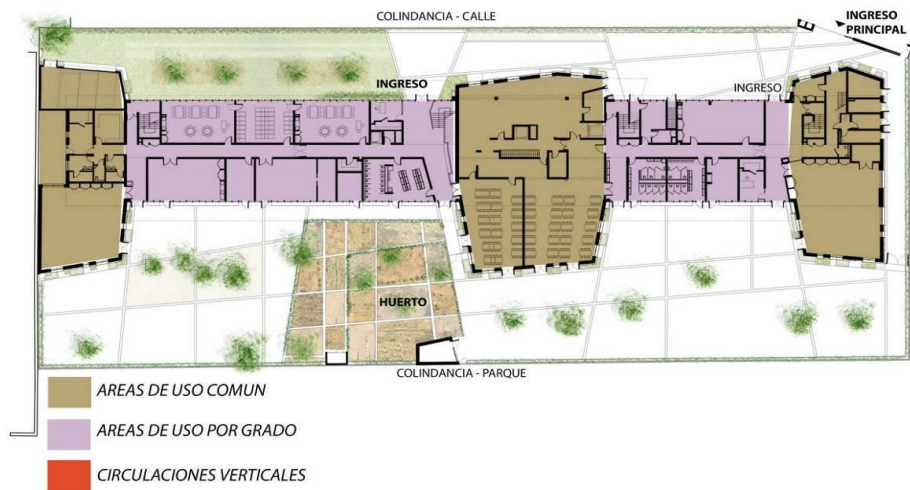 COLINDANCIA - CALLE
INGRESO
PRINCIPAL
INGRESO
INGRESO
HUERTO
COLINDANCIA - PARQUE
AREAS DE USO COMUN
AREAS DE USO POR GRADO
CIRCULACIONES VERTICALES